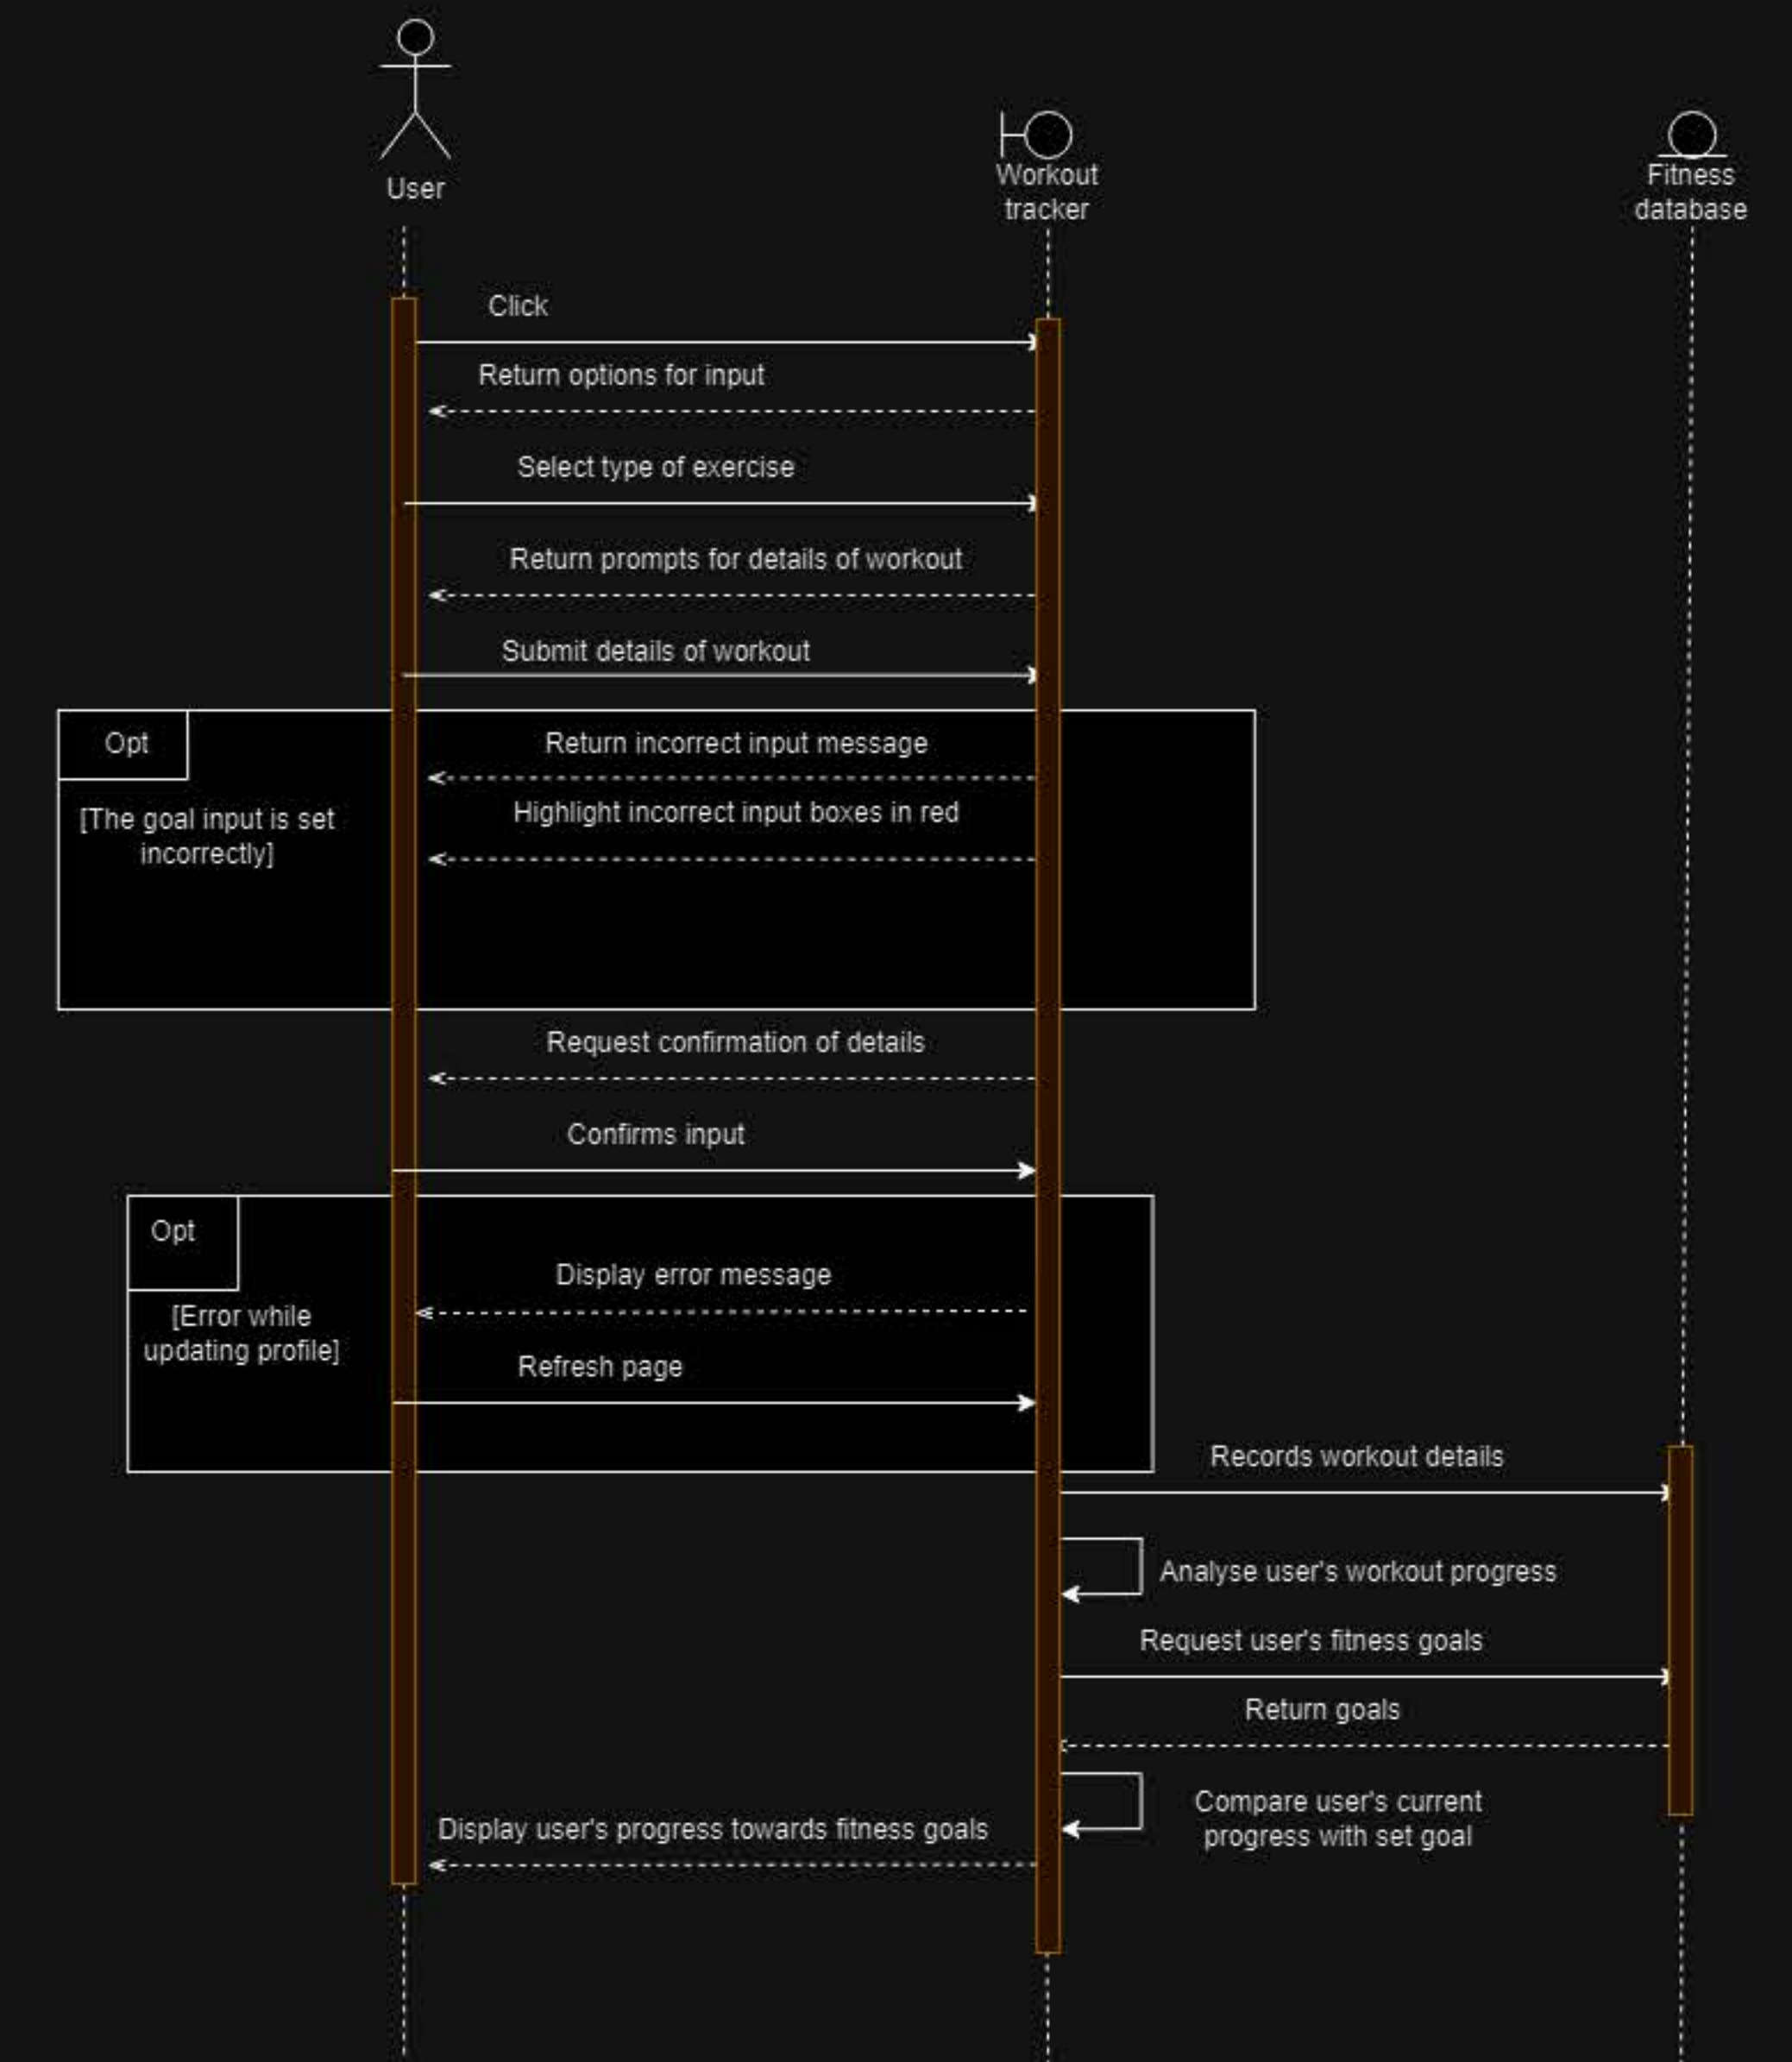 User
Workout
tracker
Fitness
database
Click
Return options for input
Select type of exercise
Return prompts for details of workout
Submit details of workout
Opt
Return incorrect input message
[The goal input is set
incorrectly]
Highlight incorrect input boxes in red
Request confirmation of details
Confirms input
Opt
Display error message
[Error while
updating profile]
Refresh page
Records workout details
Analyse user's workout progress
Request user's fitness goals
Return goals
Compare user's current
progress with set goal
Display user's progress towards fitness goals